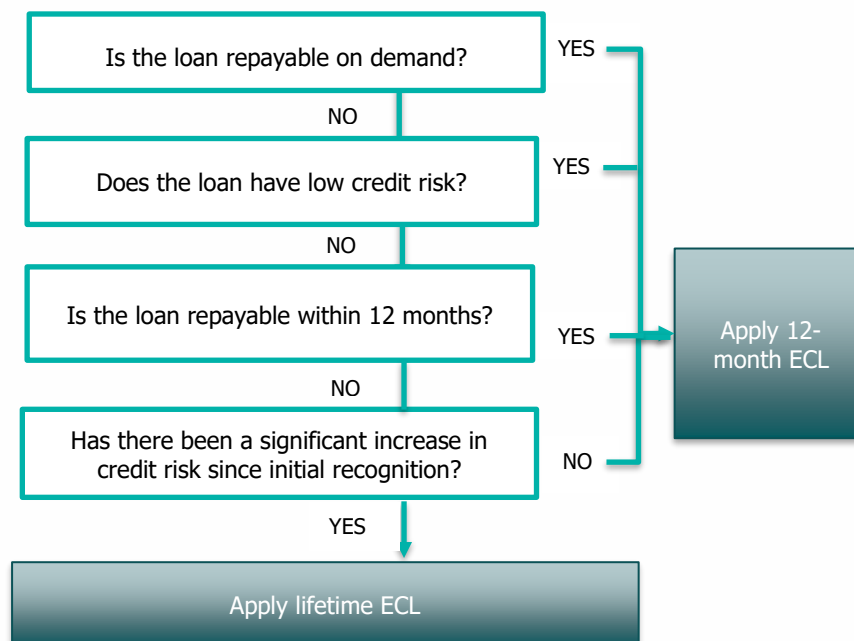 Is the loan repayable on demand?
YES
NO
Does the loan have low credit risk?
YES
NO
Is the loan repayable within 12 months?
YES
Apply 12-
month ECL
NO
Has there been a significant increase in
credit risk since initial recognition?
NO
YES
Apply lifetime ECL